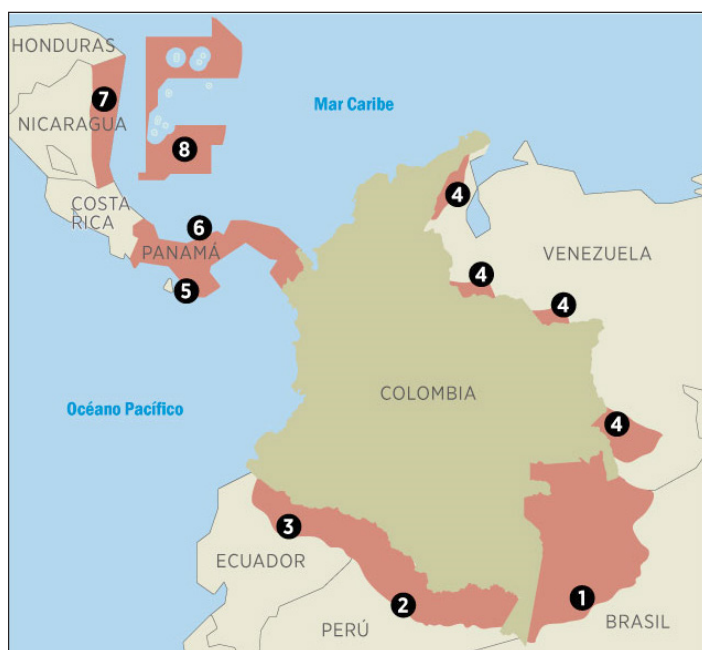 HONDURAS
7
NICARAGUA
8
Mar Caribe
COSTA
RICA
4
6
PANAMÁ
VENEZUELA
5
4
4
COLOMBIA
Océano Pacífico
4
3
ECUADOR
2
1
PERÚ
BRASIL